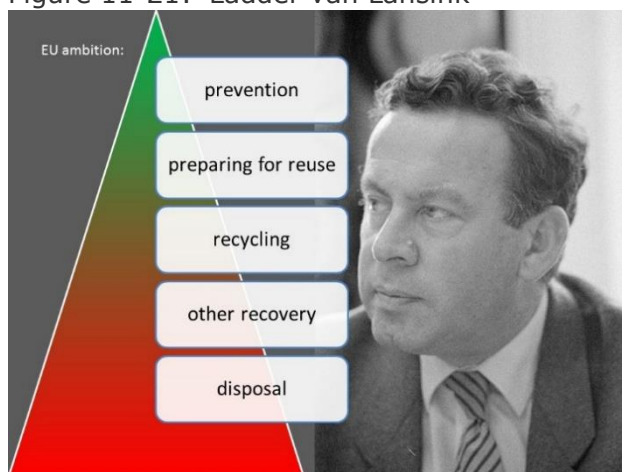 Figure Ladder van Lansink
EU ambition:
prevention
preparing for reuse
recycling
other recovery
disposal